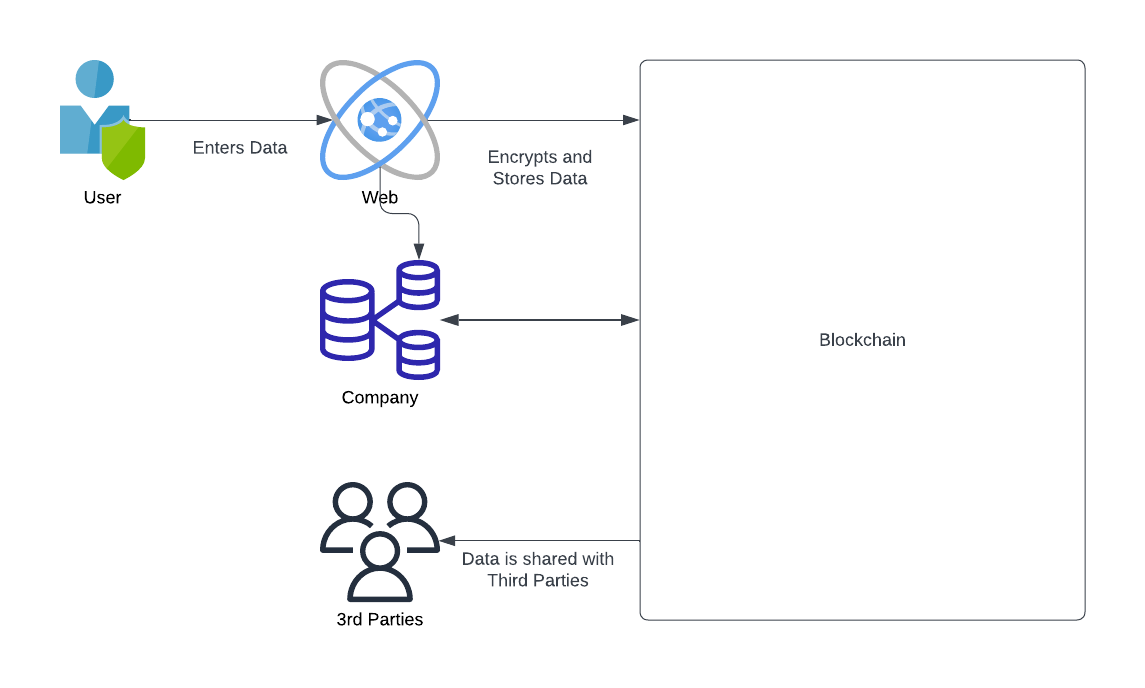 Enters Data
User
Web
Encrypts and
Stores Data
Company
Blockchain
Data is shared with
Third Parties
3rd Parties